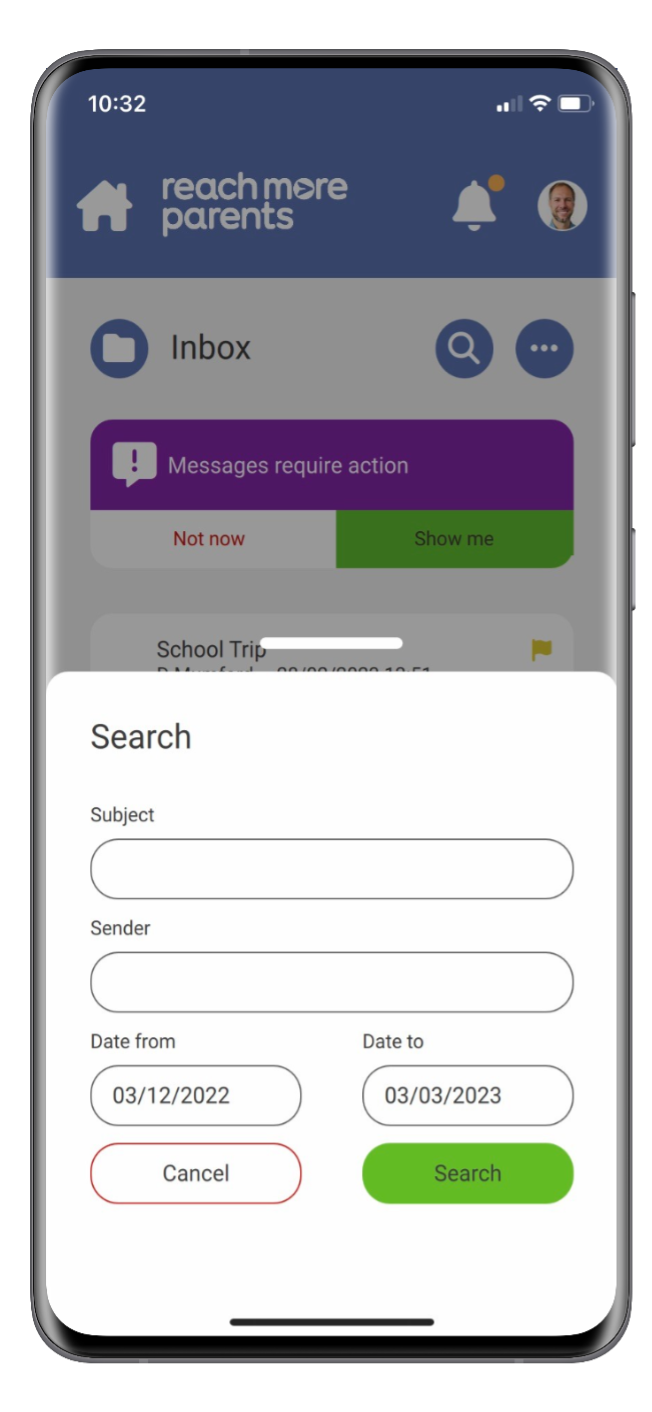 10:32
reach more
parents
Inbox
Messages require action
Not now
Show me
School Trip
Search
Subject
Sender
Date from
Date to
03/12/2022
03/03/2023
Cancel
Search